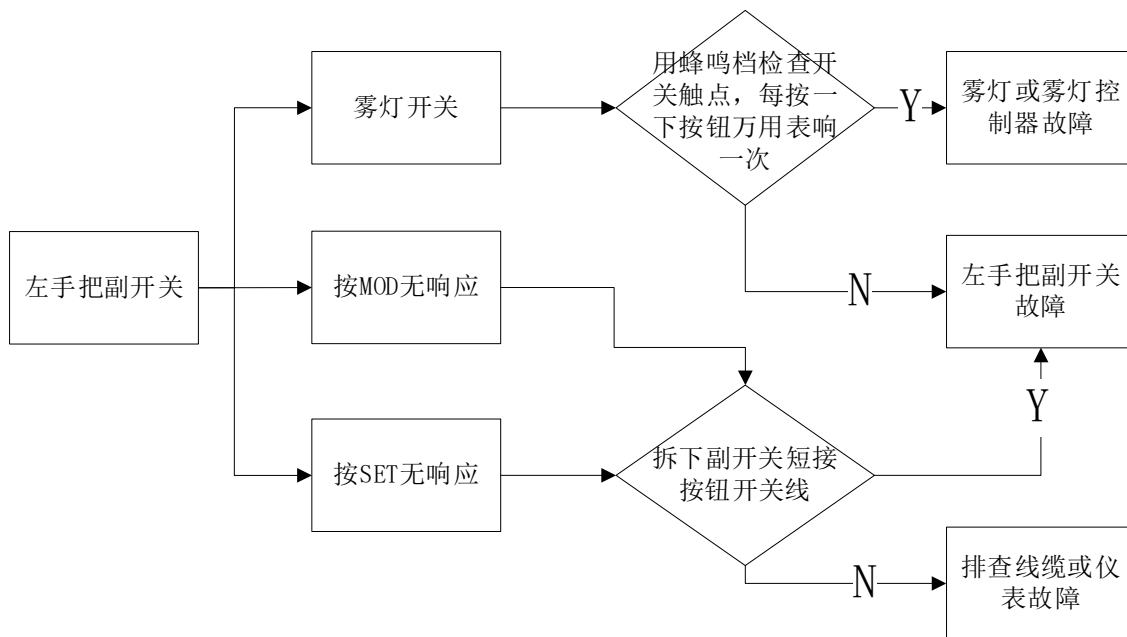 雾灯开关
用蜂鸣档检查开
关触点，每按一
下按钮万用表响
一次
Y
雾灯或雾灯控
制器故障
左手把副开关
按MOD无响应
N
左手把副开关
故障
Y
按SET无响应
拆下副开关短接
按钮开关线
N
排查线缆或仪
表故障